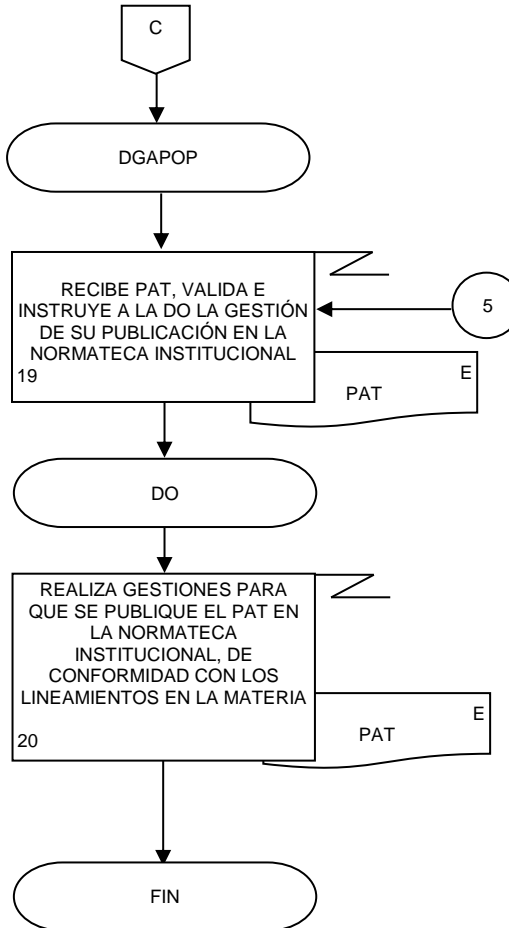 C
DGAPOP
RECIBE PAT, VALIDA E
INSTRUYE A LA DO LA GESTIÓN
DE SU PUBLICACIÓN EN LA
NORMATECA INSTITUCIONAL
19
5
E
PAT
DO
REALIZA GESTIONES PARA
QUE SE PUBLIQUE EL PAT EN
LA NORMATECA
INSTITUCIONAL, DE
CONFORMIDAD CON LOS
LINEAMIENTOS EN LA MATERIA
20
E
PAT
FIN